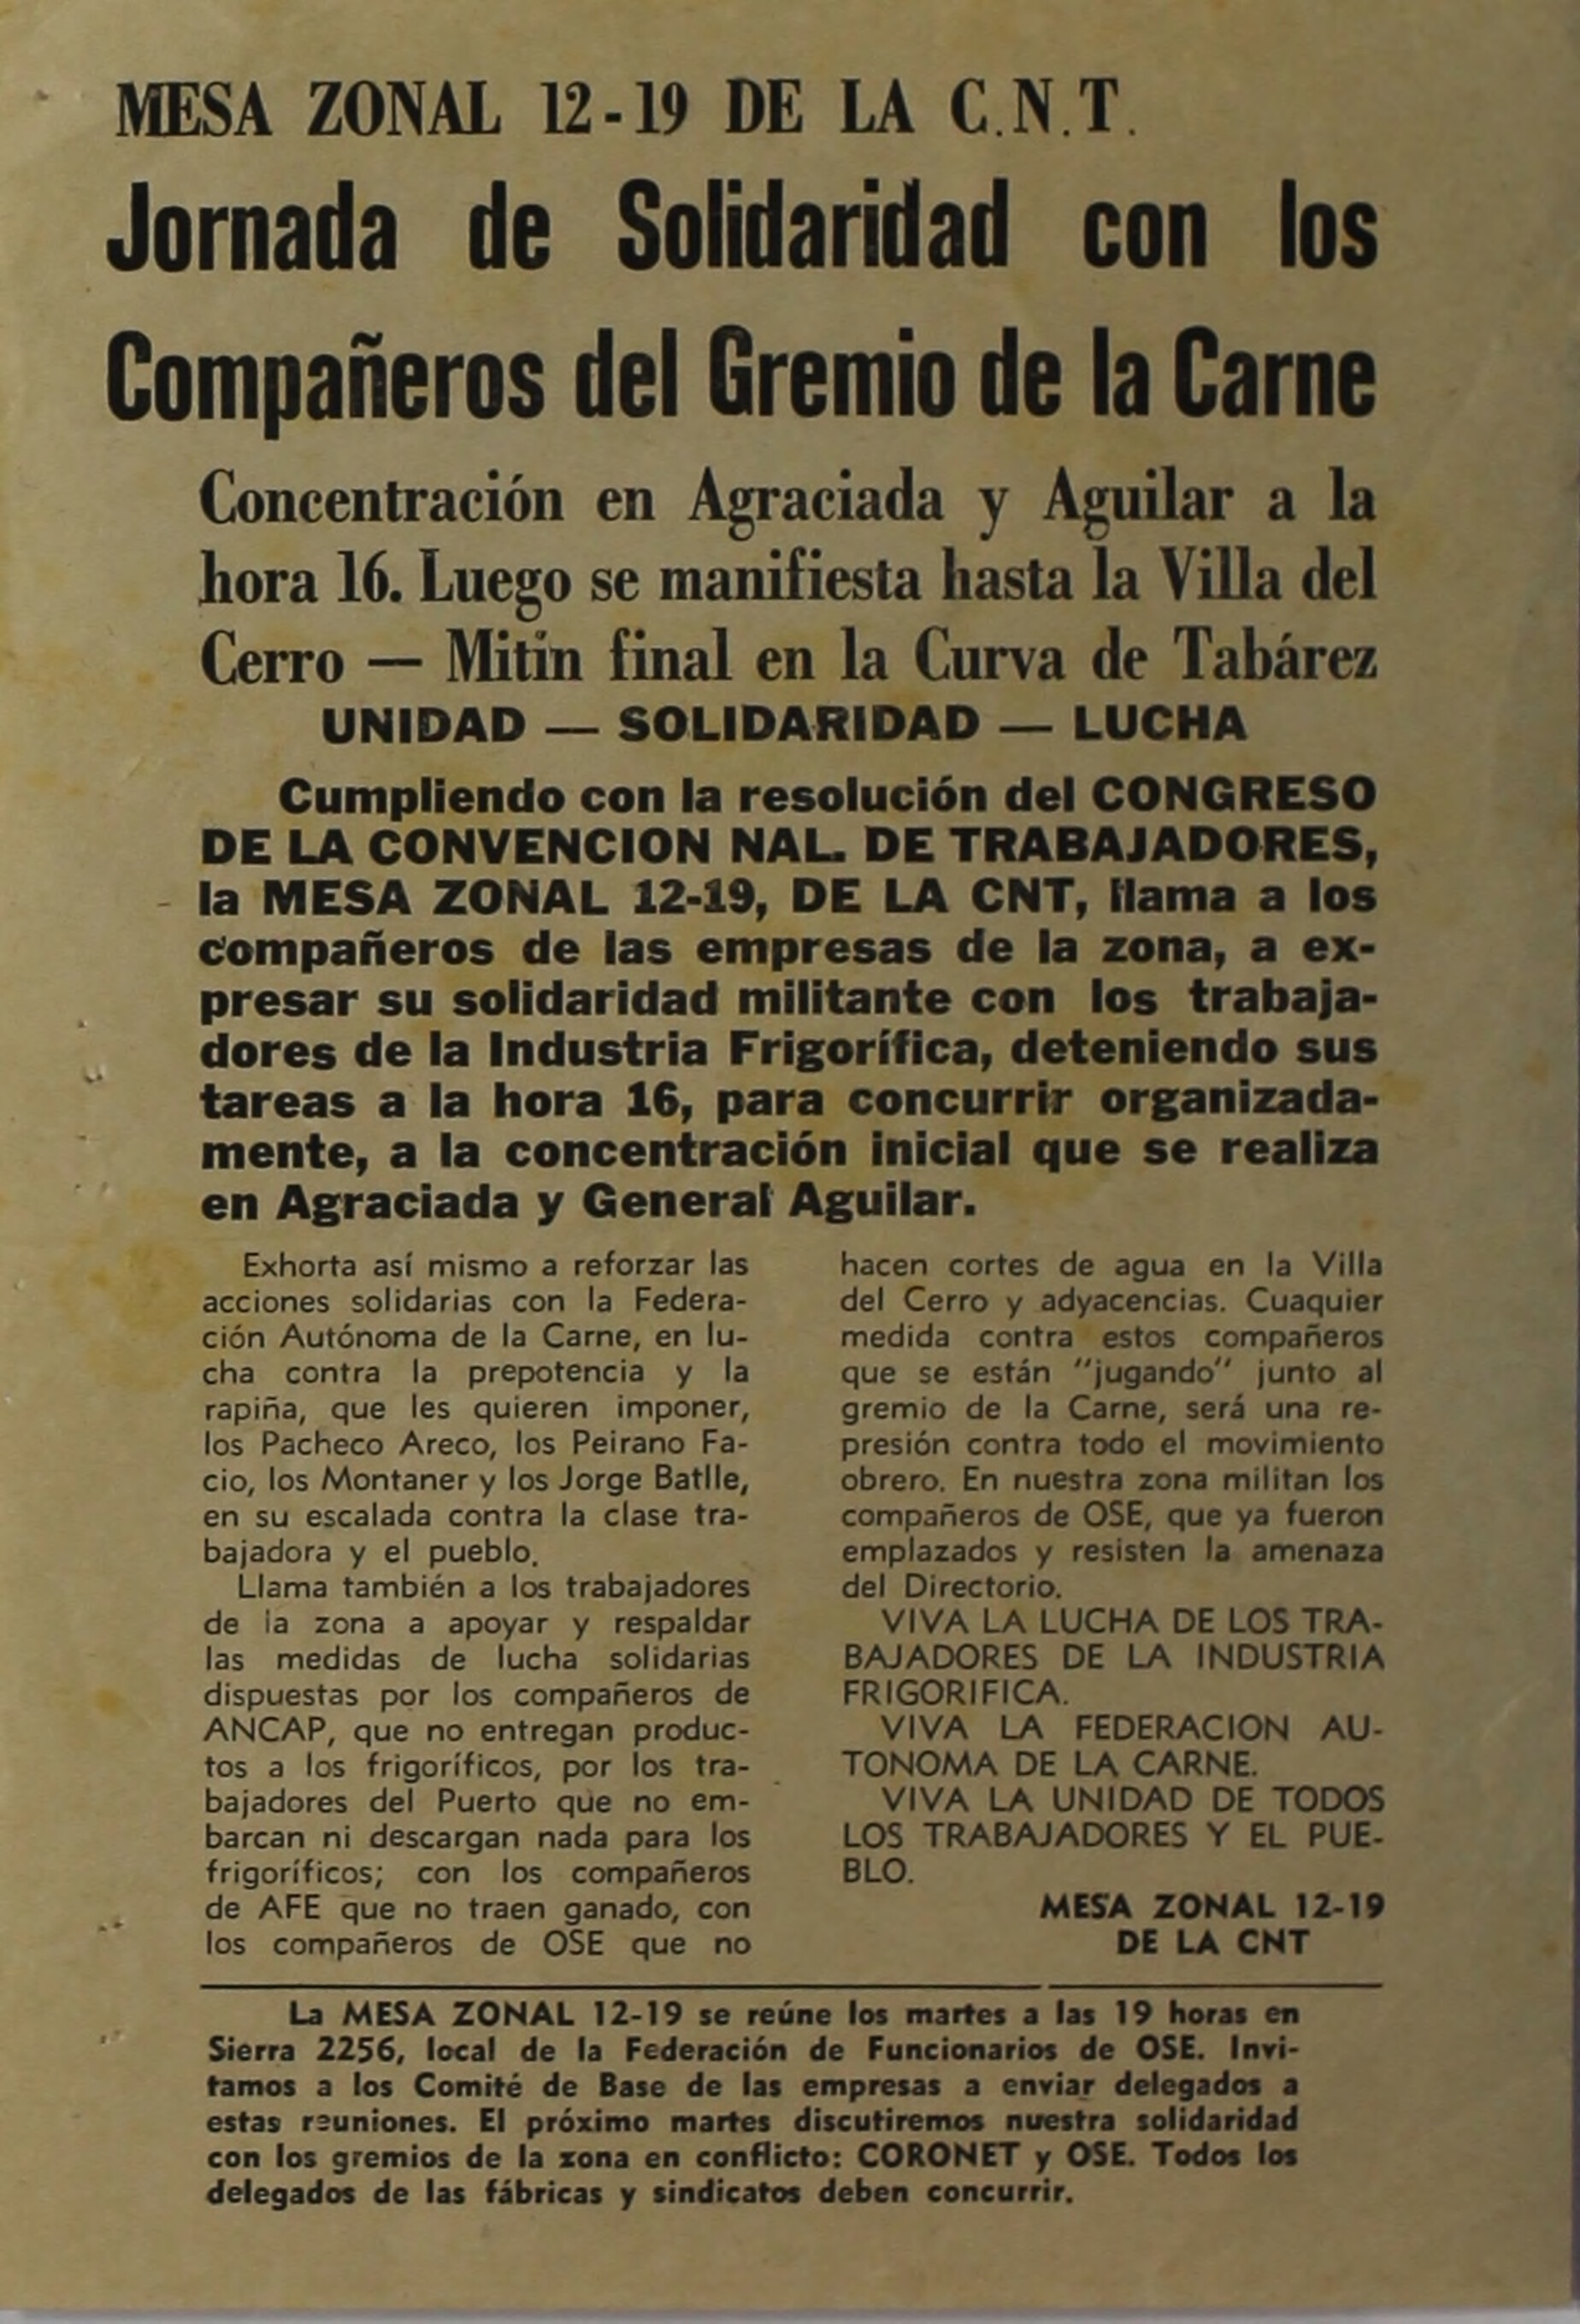 MESA ZONAL 12-19 DE LA C.N.T.
Jornada de Solidaridad con los
Compañeros del Gremio de la Carne
Concentración en Agraciada y Aguilar a la
hora 16. Luego se manifiesta hasta la Villa del
Cerro — Mitin final en la Curva de Tabárez
UNIDAD — SOLIDARIDAD — LUCHA
Cumpliendo con la resolución del CONGRESO
DE LA CONVENCION NAL. DE TRABAJADORES,
la MESA ZONAL 12-19, DE LA CNT, llama a los
compañeros de las empresas de la zona, a ex-
presar su solidaridad militante con los trabaja-
dores de la Industria Frigorífica, deteniendo sus
tareas a la hora 16, para concurrir organizada-
mente, a la concentración inicial que se realiza
en Agraciada y General Aguilar.
Exhorta así mismo a reforzar las
acciones solidarias con la Federa-
ción Autónoma de la Carne, en lu-
cha contra la prepotencia y la
rapiña, que les quieren imponer,
los Pacheco Areco, los Peirano Fa-
cio, los Montaner y los Jorge Batlle,
en su escalada contra la clase tra-
bajadora y el pueblo.
Llama también a los trabajadores
de la zona a apoyar y respaldar
las medidas de lucha solidarias
dispuestas por los compañeros de
ANCAP, que no entregan produc-
tos a los frigoríficos, por los tra-
bajadores del Puerto que no em-
barcan ni descargan nada para los
frigoríficos; con los compañeros
de AFE que no traen ganado, con
los compañeros de OSE que no
hacen cortes de agua en la Villa
del Cerro y adyacencias. Cuaquier
medida contra estos compañeros
que se están "jugando" junto al
gremio de la Carne, será una re-
presión contra todo el movimiento
obrero. En nuestra zona militan los
compañeros de OSE, que ya fueron
emplazados y resisten la amenaza
del Directorio.
VIVA LA LUCHA DE LOS TRA-
BAJADORES DE LA INDUSTRIA
FRIGORIFICA.
VIVA LA FEDERACION AU-
TONOMA DE LA CARNE.
VIVA LA UNIDAD DE TODOS
LOS TRABAJADORES Y EL PUE-
BLO.
MESA ZONAL 12-19
DE LA CNT
La MESA ZONAL 12-19 se reúne los martes a las 19 horas en
Sierra 2256, local de la Federación de Funcionarios de OSE. Invi-
tamos a los Comité de Base de las empresas a enviar delegados a
estas reuniones. El próximo martes discutiremos nuestra solidaridad
con los gremios de la zona en conflicto: CORONET y OSE. Todos los
delegados de las fábricas y sindicatos deben concurrir.